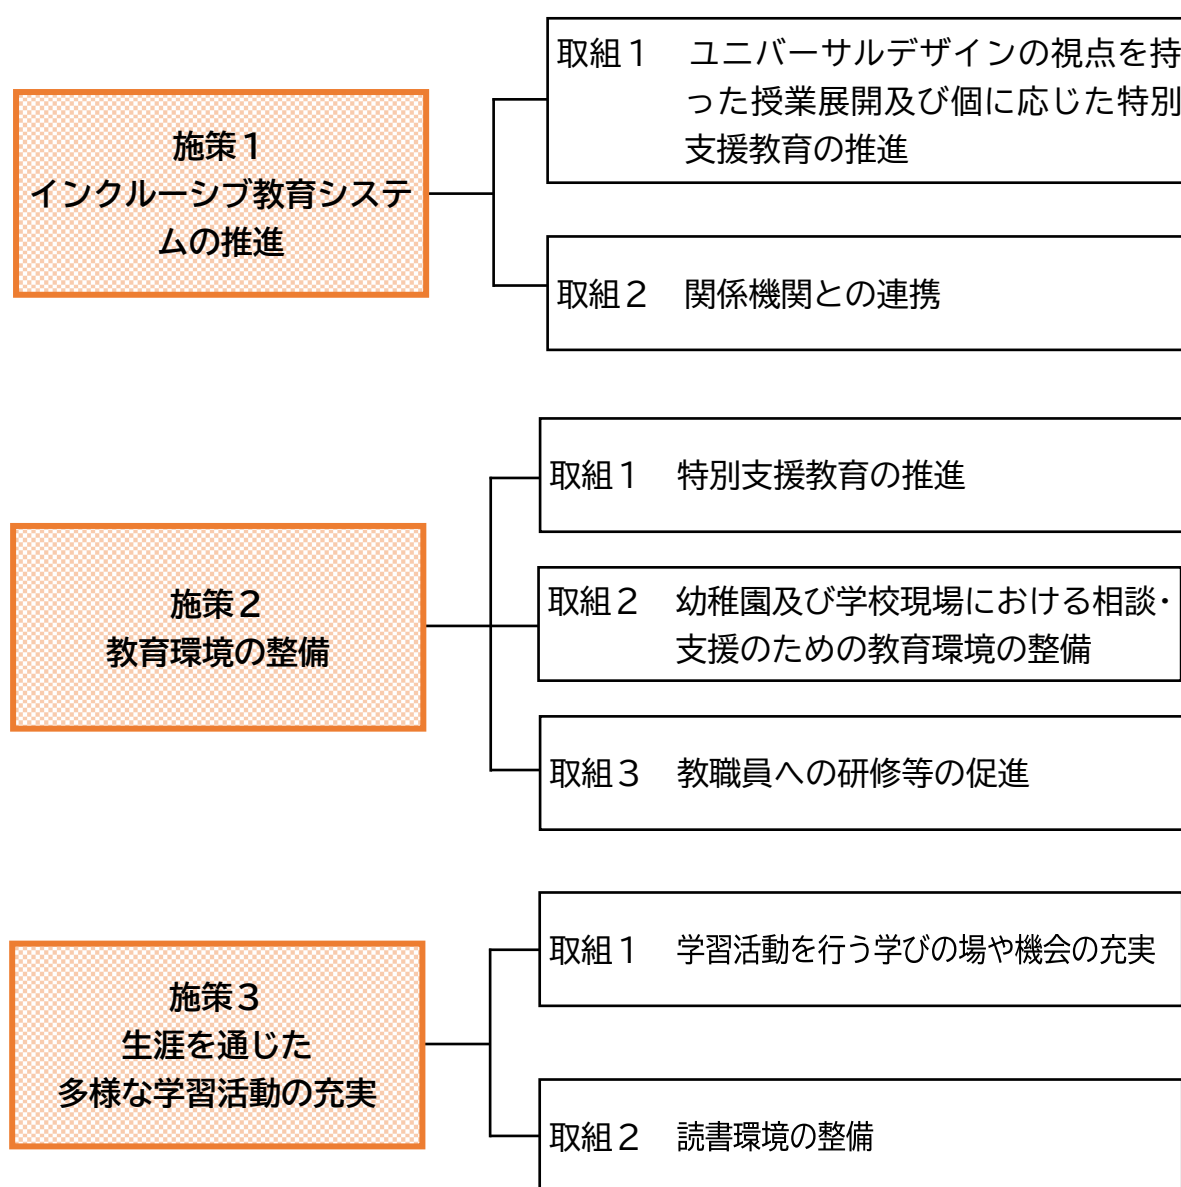 施策１
インクルーシブ教育システ
ムの推進
取組１　ユニバーサルデザインの視点を持
った授業展開及び個に応じた特別
支援教育の推進
取組２　関係機関との連携
施策２
教育環境の整備
取組１　特別支援教育の推進
取組２　幼稚園及び学校現場における相談・
支援のための教育環境の整備
取組３　教職員への研修等の促進
施策３
生涯を通じた
多様な学習活動の充実
取組１　学習活動を行う学びの場や機会の充実
取組２　読書環境の整備